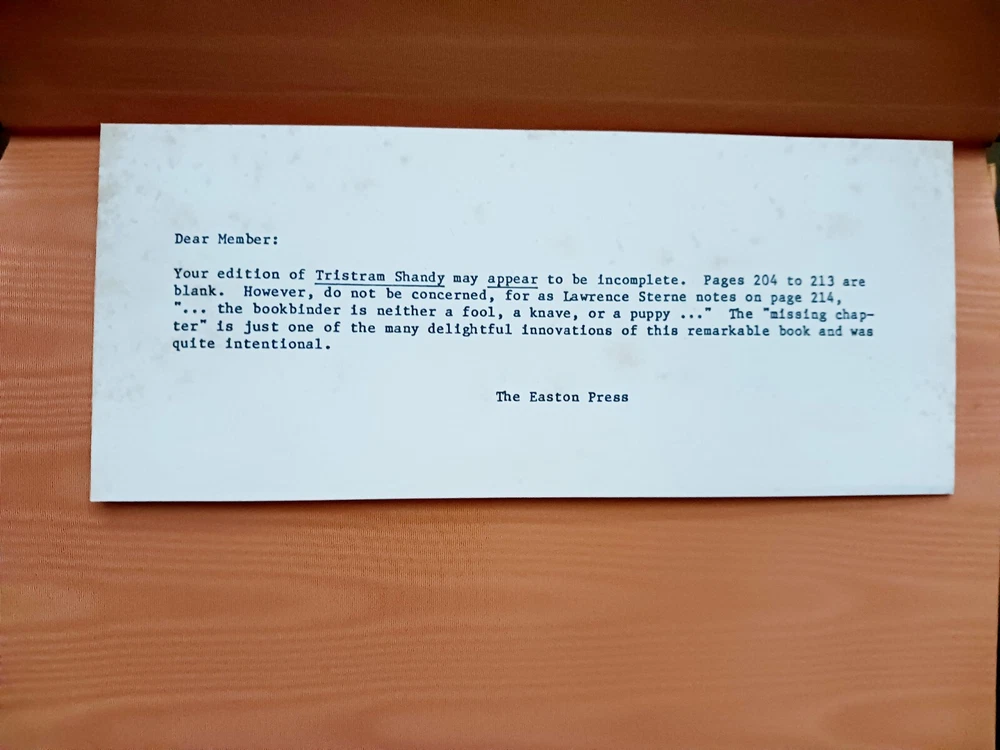 Dear Member:
Your edition of Tristram Shandy may appear to be incomplete. Pages 204 to 213 are
blank. However, do not be concerned, for as Lawrence Sterne notes on page 214,
"... the bookbinder is neither a fool, a knave, or a puppy ..." The "missing chap-
ter" is just one of the many delightful innovations of this remarkable book and was
quite intentional.
The Easton Press